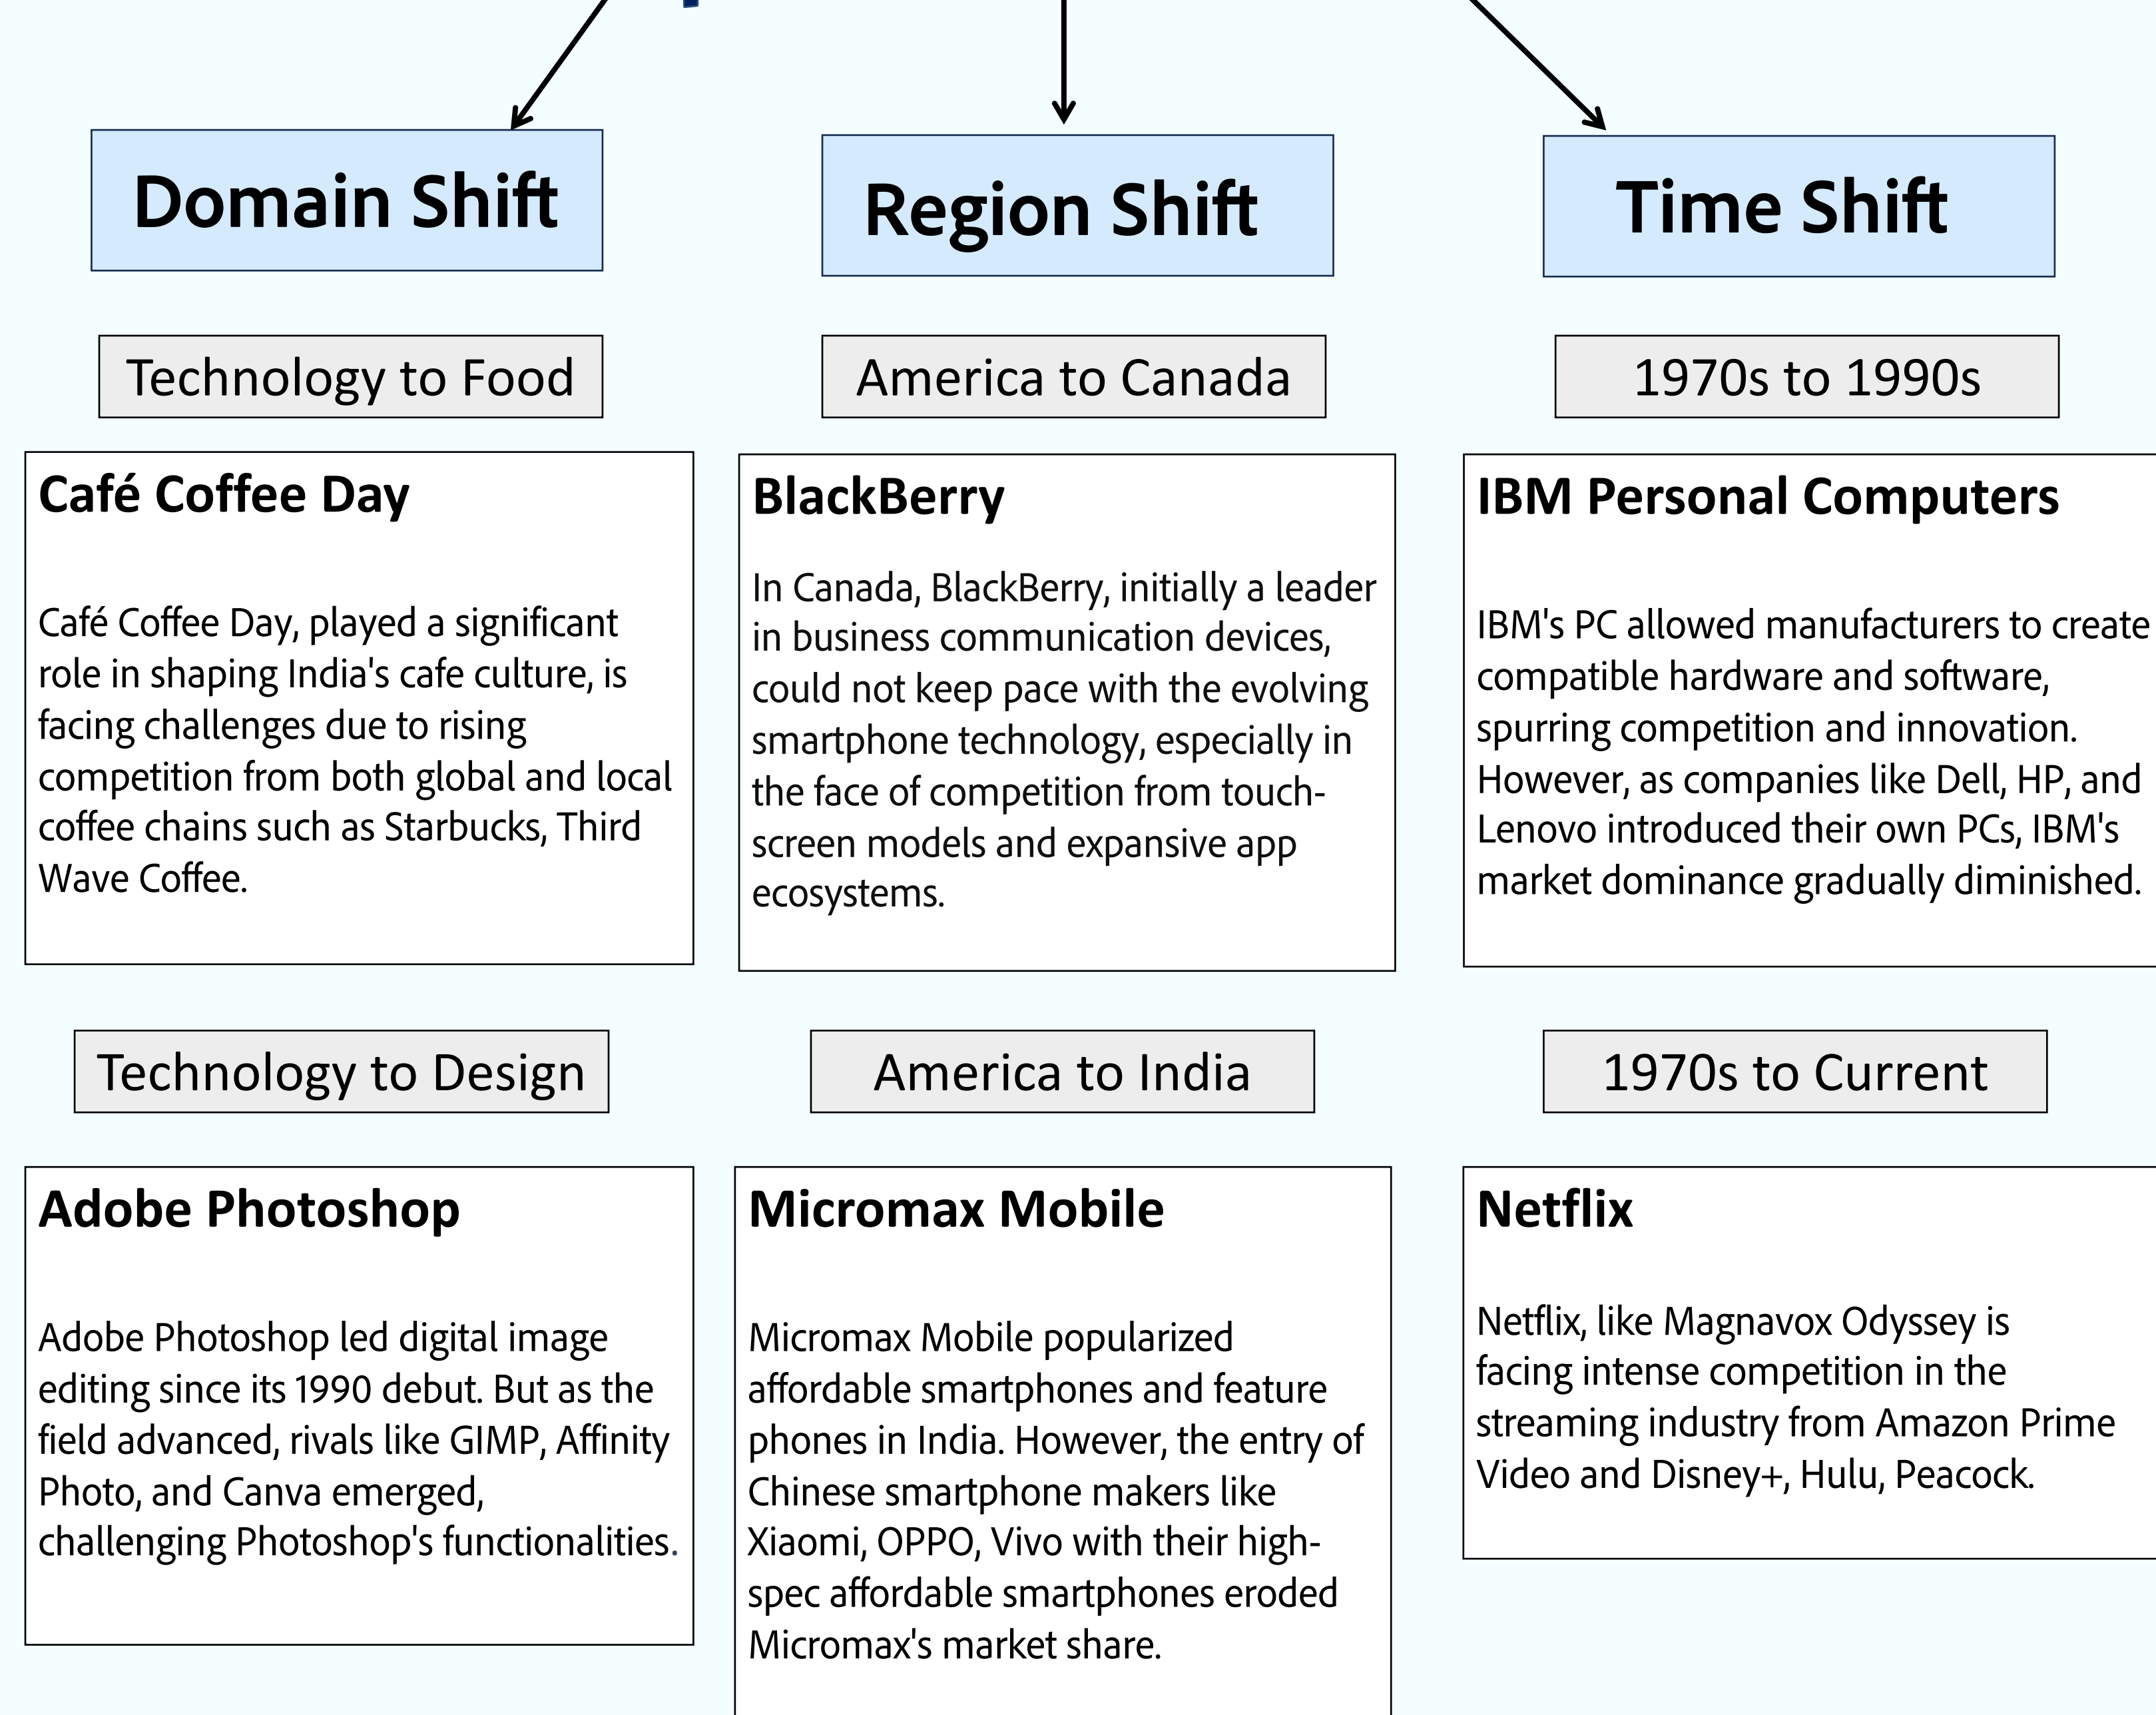 Domain Shift
Technology to Food
Café Coffee Day
Café Coffee Day, played a significant
role in shaping India's cafe culture, is
facing challenges due to rising
competition from both global and local
coffee chains such as Starbucks, Third
Wave Coffee.
Technology to Design
Adobe Photoshop
Adobe Photoshop led digital image
editing since its 1990 debut. But as the
field advanced, rivals like GIMP, Affinity
Photo, and Canva emerged,
challenging Photoshop's functionalities.
Region Shift
America to Canada
BlackBerry
In Canada, BlackBerry, initially a leader
in business communication devices,
could not keep pace with the evolving
smartphone technology, especially in
the face of competition from touch-
screen models and expansive app
ecosystems.
America to India
Micromax Mobile
Micromax Mobile popularized
affordable smartphones and feature
phones in India. However, the entry of
Chinese smartphone makers like
Xiaomi, OPPO, Vivo with their high-
spec affordable smartphones eroded
Micromax's market share.
Time Shift
1970s to 1990s
IBM Personal Computers
IBM's PC allowed manufacturers to create
compatible hardware and software,
spurring competition and innovation.
However, as companies like Dell, HP, and
Lenovo introduced their own PCs, IBM's
market dominance gradually diminished.
1970s to Current
Netflix
Netflix, like Magnavox Odyssey is
facing intense competition in the
streaming industry from Amazon Prime
Video and Disney+, Hulu, Peacock.